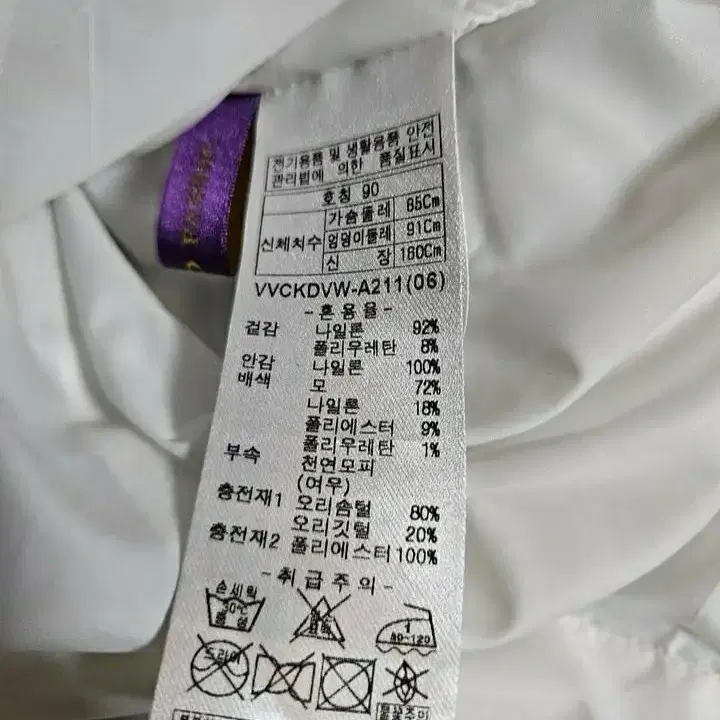 전기용품 및 생활용품 안전
관리법에 의한 품질표시
호칭 90
신체치수 가슴둘레 85Cm
엉덩이둘레 91Cm
신 장 160Cm
VVCKDVW-A211(06)
-혼용율-
겉감 나일론 92%
폴리우레탄 8%
안감 나일론 100%
배색 모 72%
나일론 18%
폴리에스터 9%
폴리우레탄 1%
부속 천연모피
(여우)
충전재1 오리솜털 80%
오리깃털 20%
충전재2 폴리에스터 100%
-취급주의-
손세탁
30℃
중성
80~120
드라이
불꽃주의